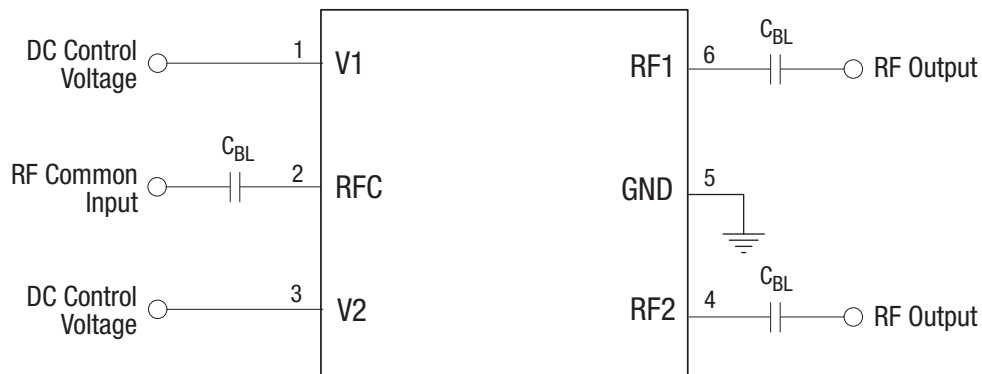 DC Control
Voltage
1
V1
RF1
6
C_BL
RF Output
RF Common
Input
C_BL
2
RFC
GND
5
DC Control
Voltage
3
V2
RF2
4
C_BL
RF Output